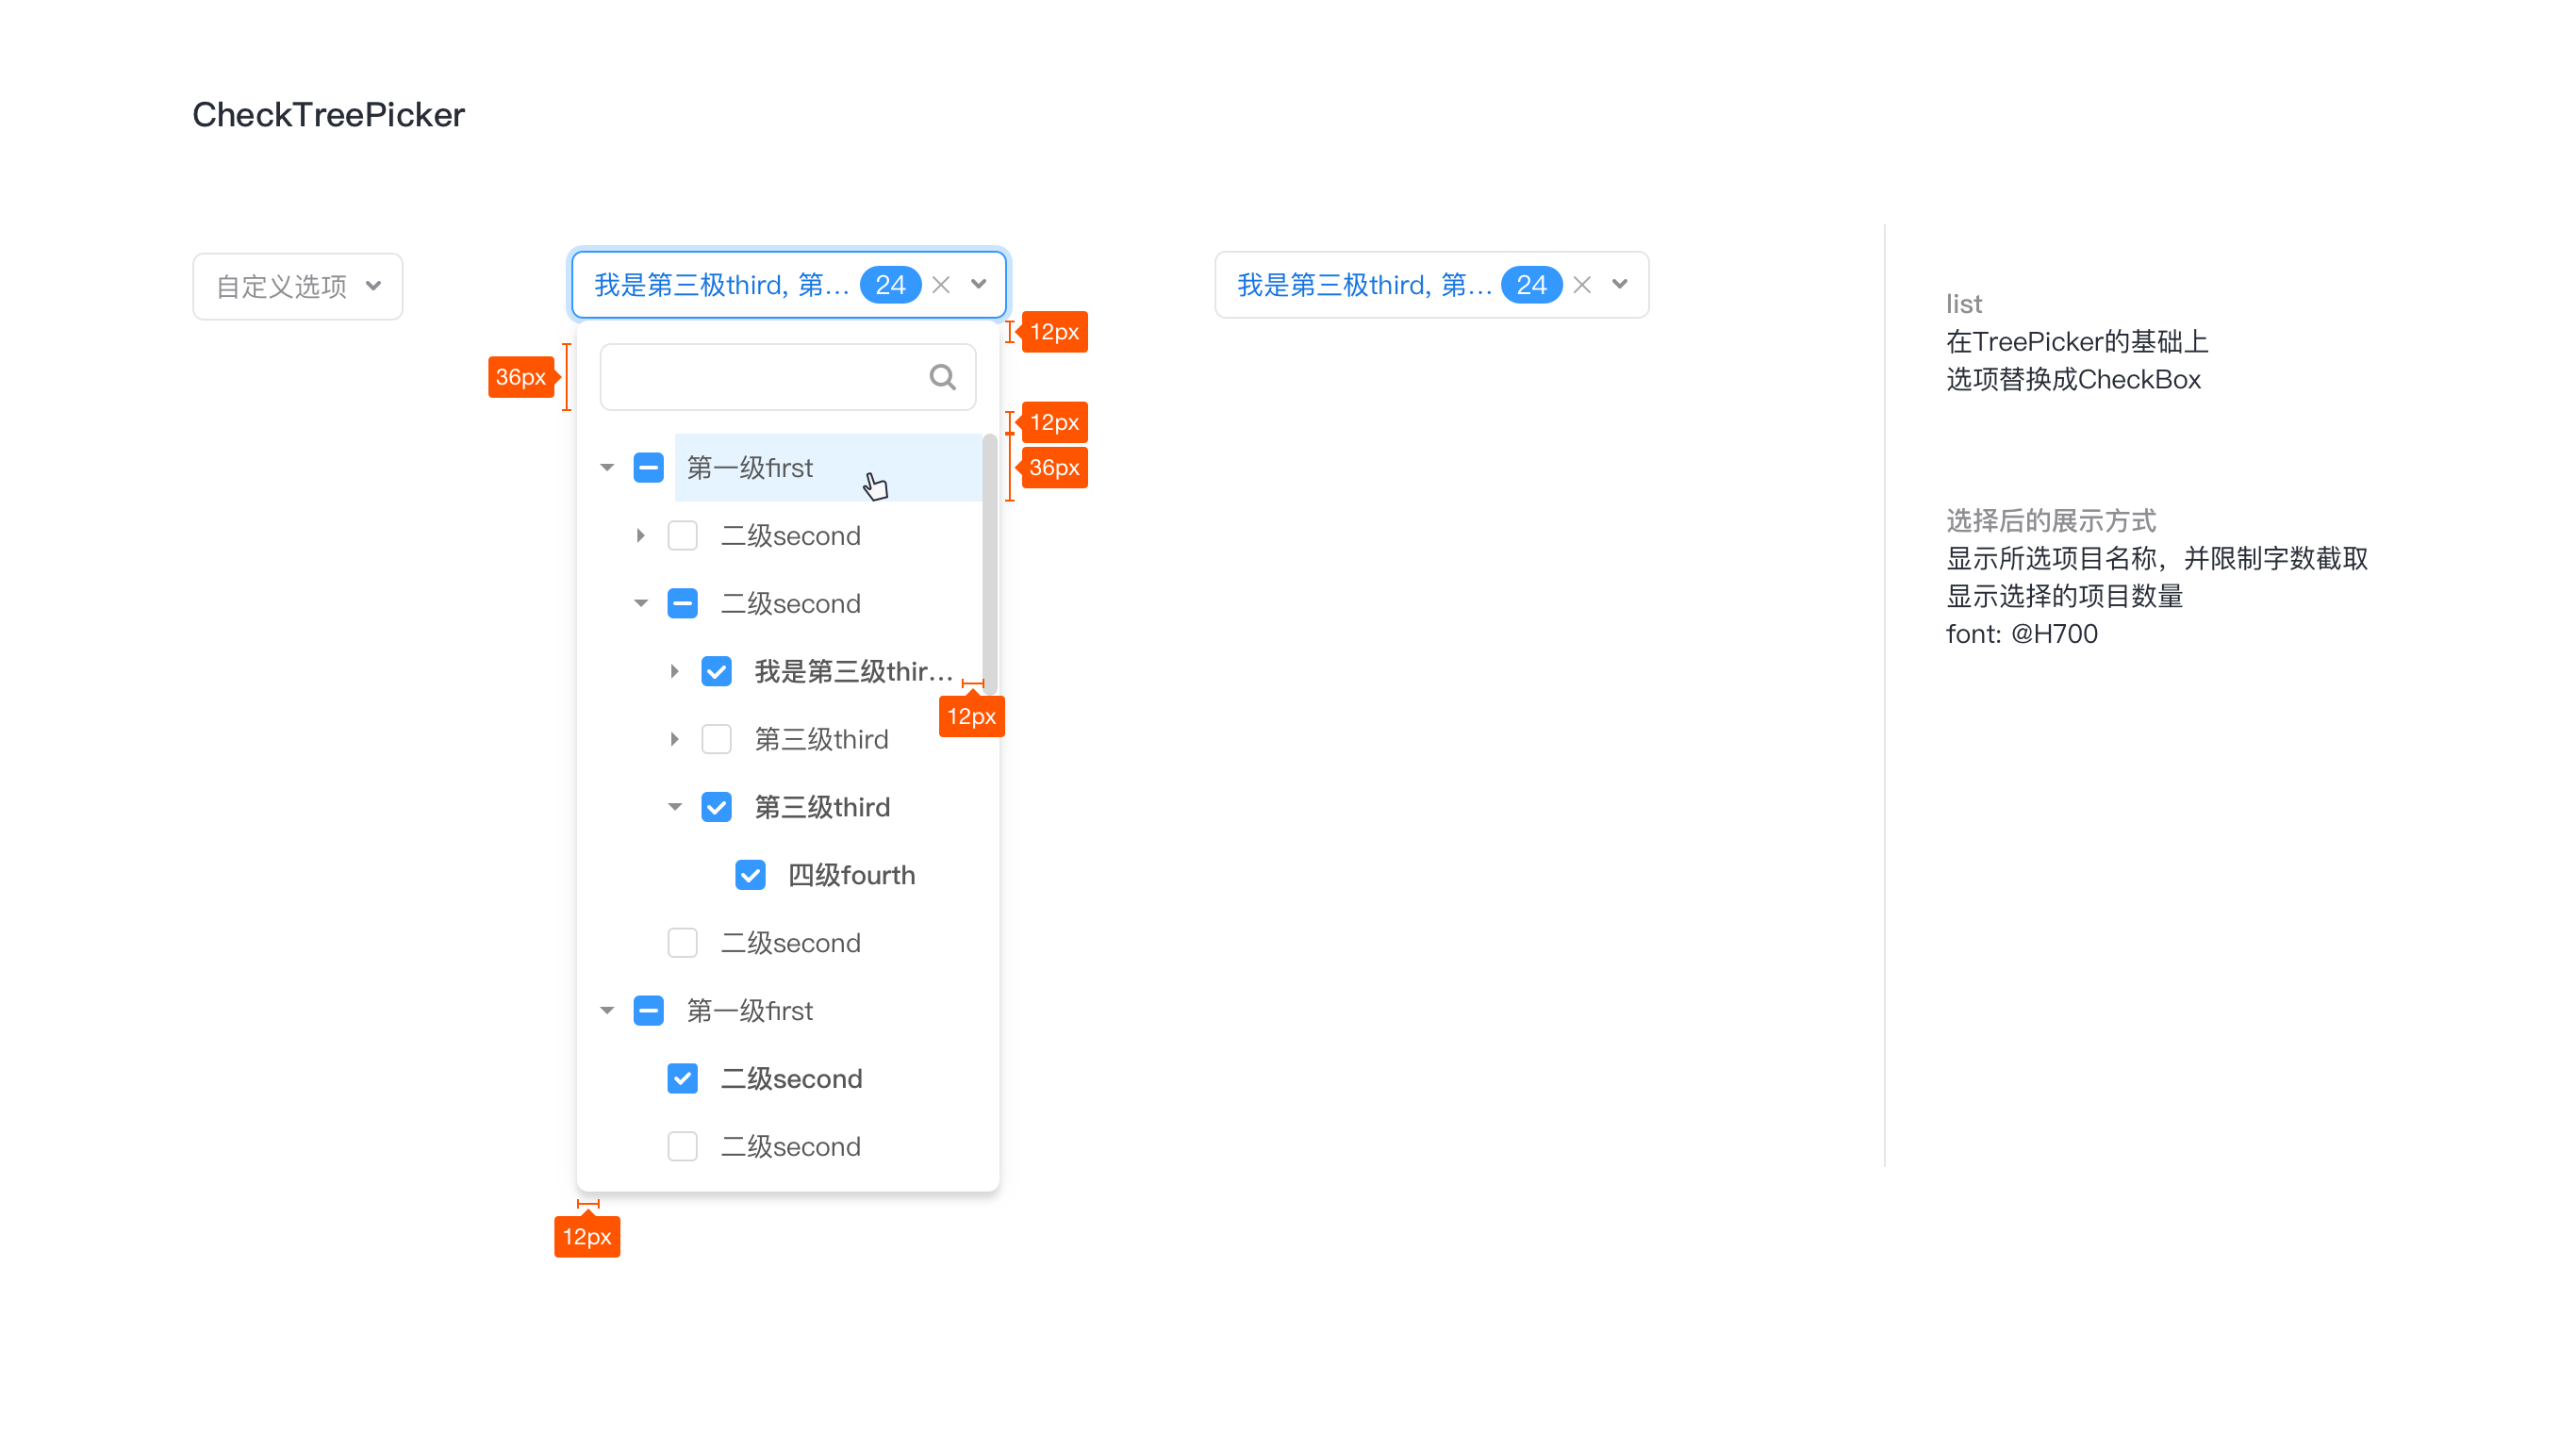 CheckTreePicker
自定义选项
我是第三极third, 第... 24
12px
36px
12px
第一级first
36px
二级second
二级second
我是第三级thir...
12px
第三级third
第三级third
四级fourth
二级second
第一级first
二级second
二级second
12px
我是第三极third, 第... 24
list
在TreePicker的基础上
选项替换成CheckBox
选择后的展示方式
显示所选项目名称，并限制字数截取
显示选择的项目数量
font: @H700